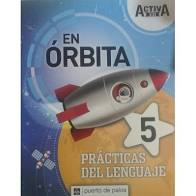 ACTIVA
EN
ÓRBITA
5
PRÁCTICAS
DEL LENGUAJE
puerto de palos